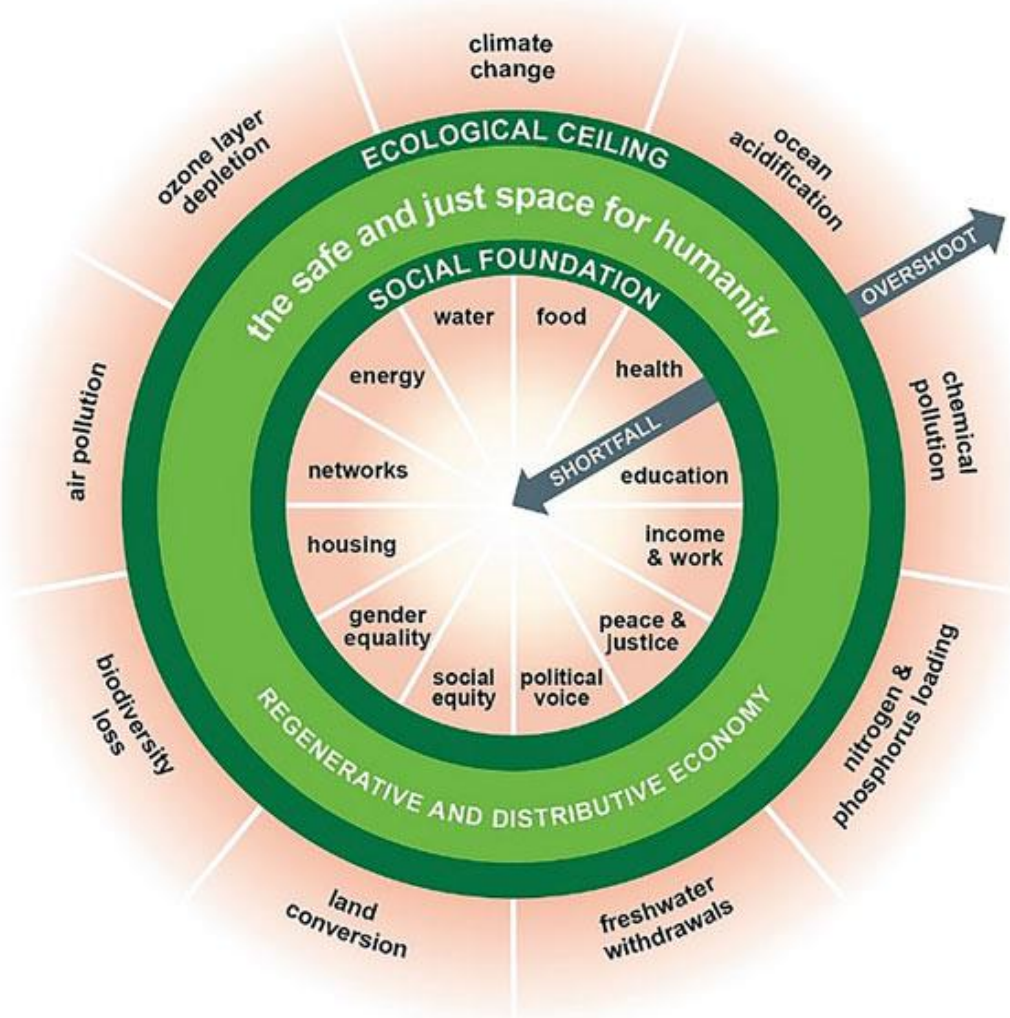 climate
change
ozone layer
depletion
ocean
acidification
ECOLOGICAL CEILING
the safe and just space for humanity
OVERSHOOT
SOCIAL FOUNDATION
water
food
energy
health
SHORTFALL
air pollution
chemical
pollution
networks
education
housing
income
& work
gender
equality
peace &
justice
social
equity
political
voice
biodiversity
loss
nitrogen &
phosphorus loading
REGENERATIVE AND DISTRIBUTIVE ECONOMY
land
conversion
freshwater
withdrawals